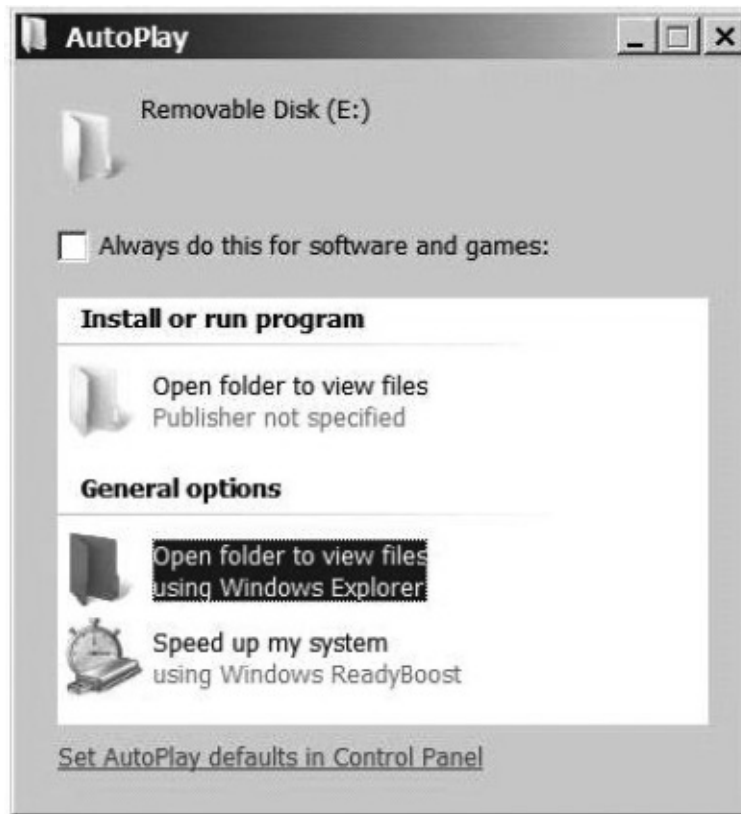 AutoPlay
Removable Disk (E:)
Always do this for software and games:
Install or run program
Open folder to view files
Publisher not specified
General options
Open folder to view files
using Windows Explorer
Speed up my system
using Windows ReadyBoost
Set AutoPlay defaults in Control Panel